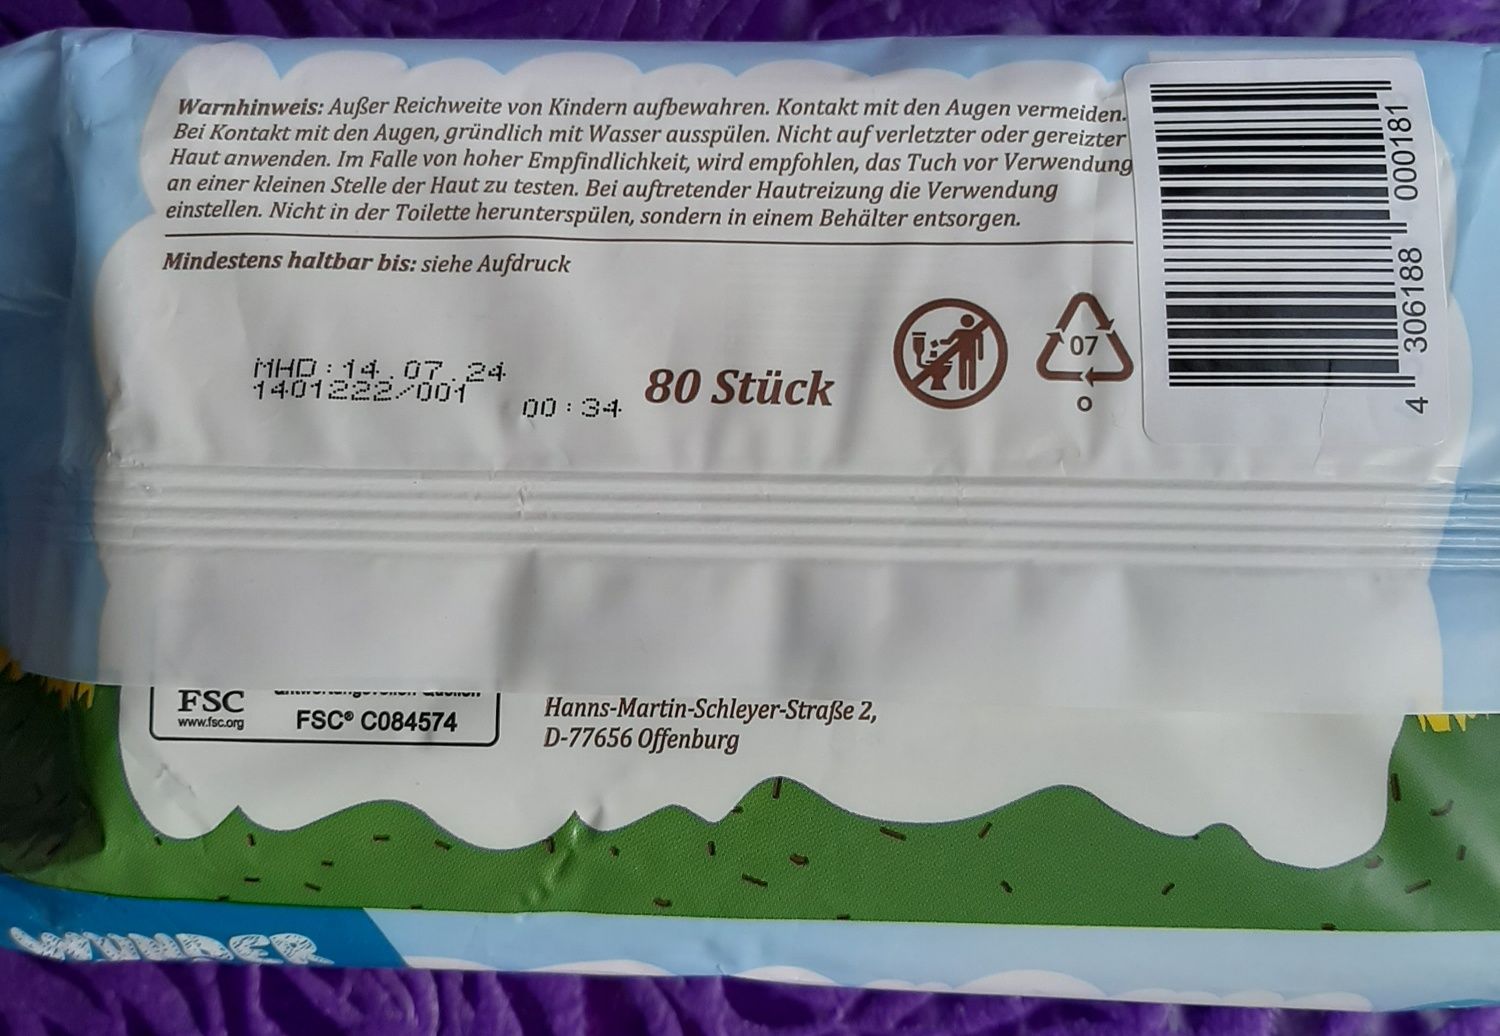 Warnhinweis: Außer Reichweite von Kindern aufbewahren. Kontakt mit den Augen vermeiden.
Bei Kontakt mit den Augen, gründlich mit Wasser ausspülen. Nicht auf verletzter oder gereizter
Haut anwenden. Im Falle von hoher Empfindlichkeit, wird empfohlen, das Tuch vor Verwendung
an einer kleinen Stelle der Haut zu testen. Bei auftretender Hautreizung die Verwendung
einstellen. Nicht in der Toilette herunterspülen, sondern in einem Behälter entsorgen.
Mindestens haltbar bis: siehe Aufdruck
MHD:14.07.24
1401222/001
00:34
80 Stück
07
O
4 306188 000181
FSC
www.fsc.org
FSC® C084574
Hanns-Martin-Schleyer-Straße 2,
D-77656 Offenburg
WUNDER